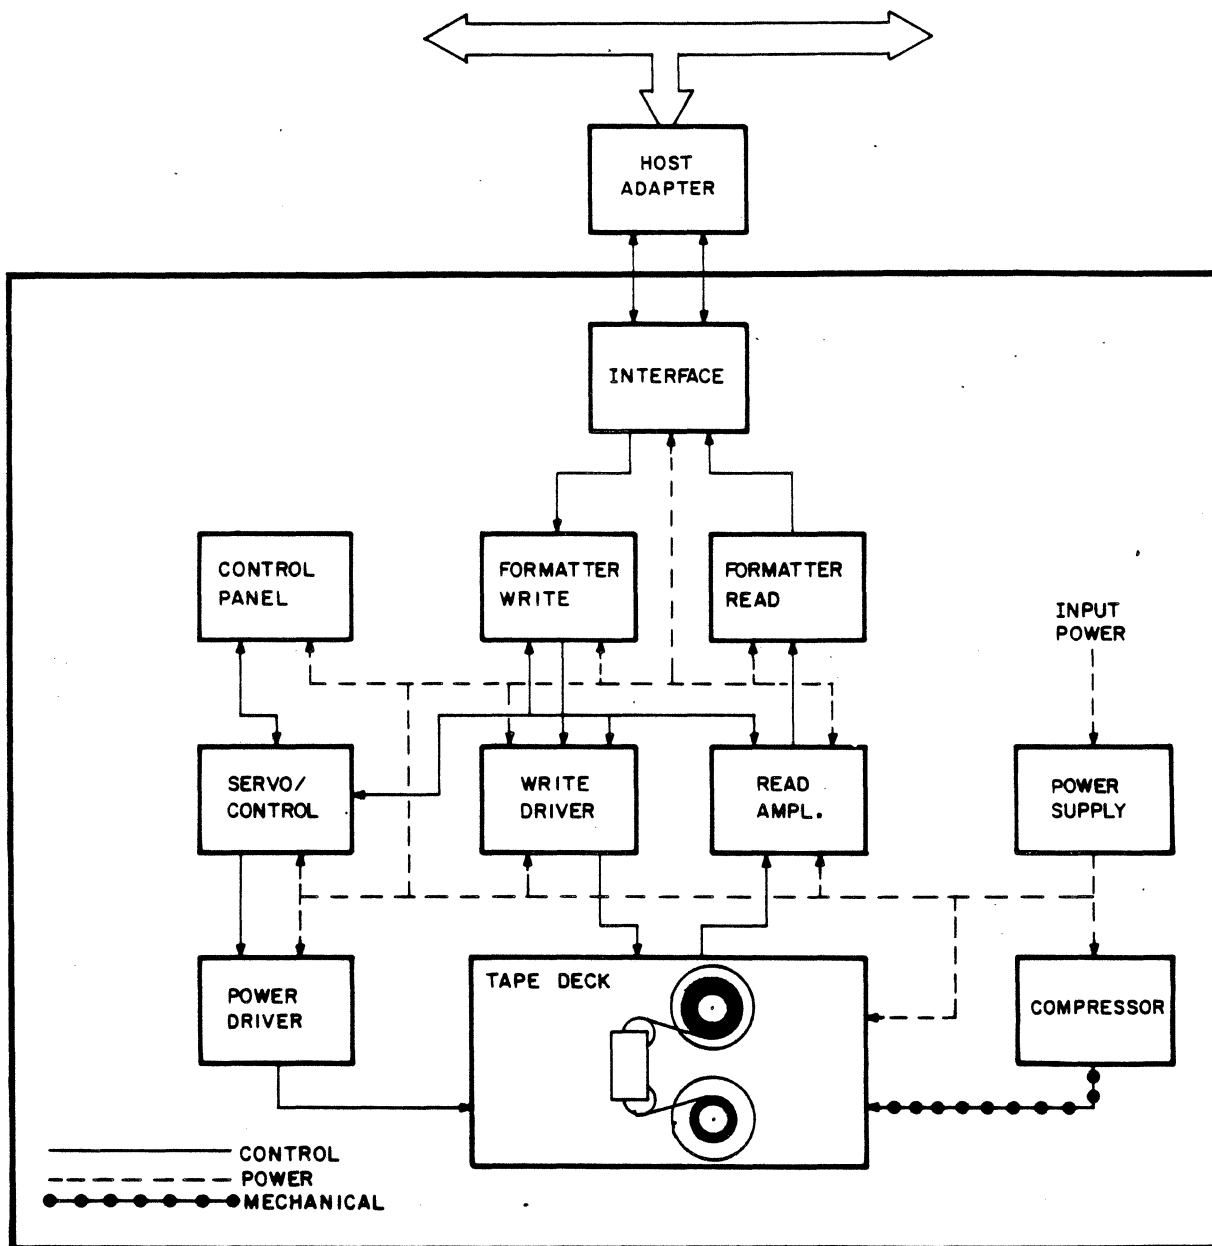 HOST
ADAPTER
INTERFACE
CONTROL
PANEL
FORMATTER
WRITE
FORMATTER
READ
INPUT
POWER
SERVO/
CONTROL
WRITE
DRIVER
READ
AMPL.
POWER
SUPPLY
POWER
DRIVER
TAPE DECK
COMPRESSOR
CONTROL
POWER
MECHANICAL